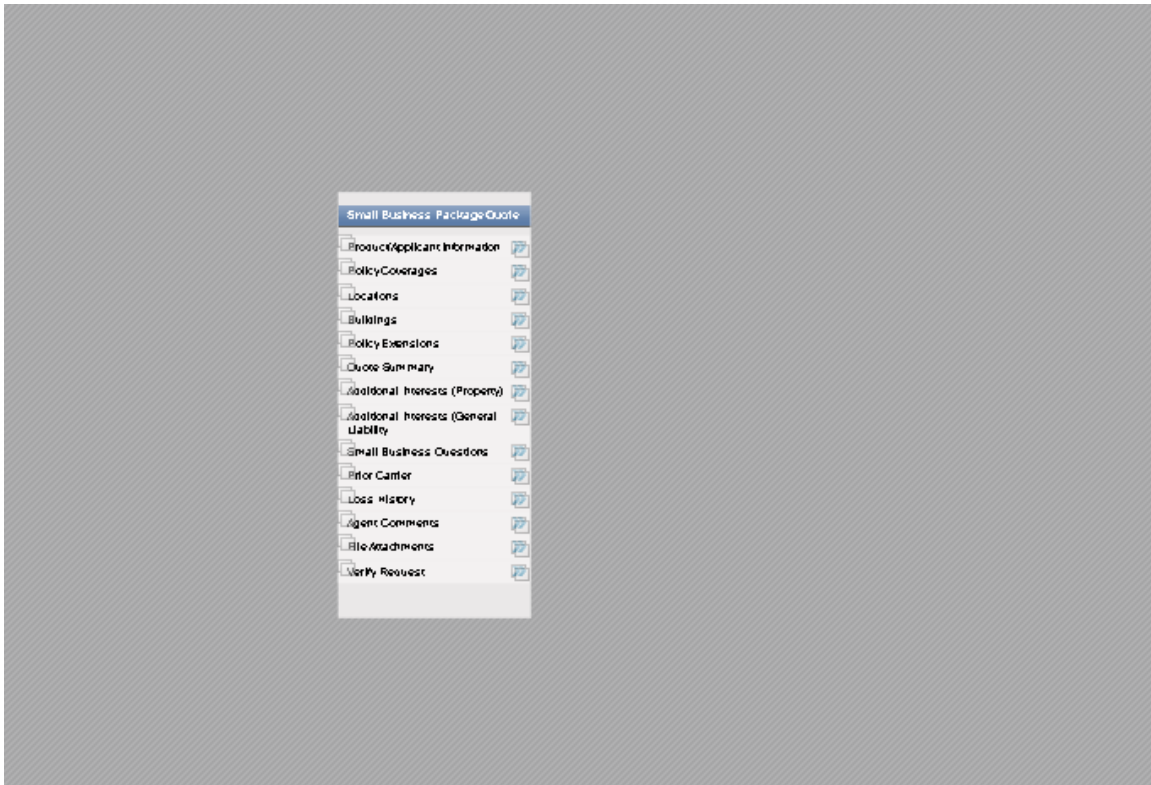 Small Business Package Quote
Product/Applicant Information
Policy Coverages
Locations
Buildings
Policy Extensions
Quote Summary
Additional Interests (Property)
Additional Interests (General
Liability
Small Business Questions
Prior Carrier
Loss History
Agent Comments
File Attachments
Verify Request